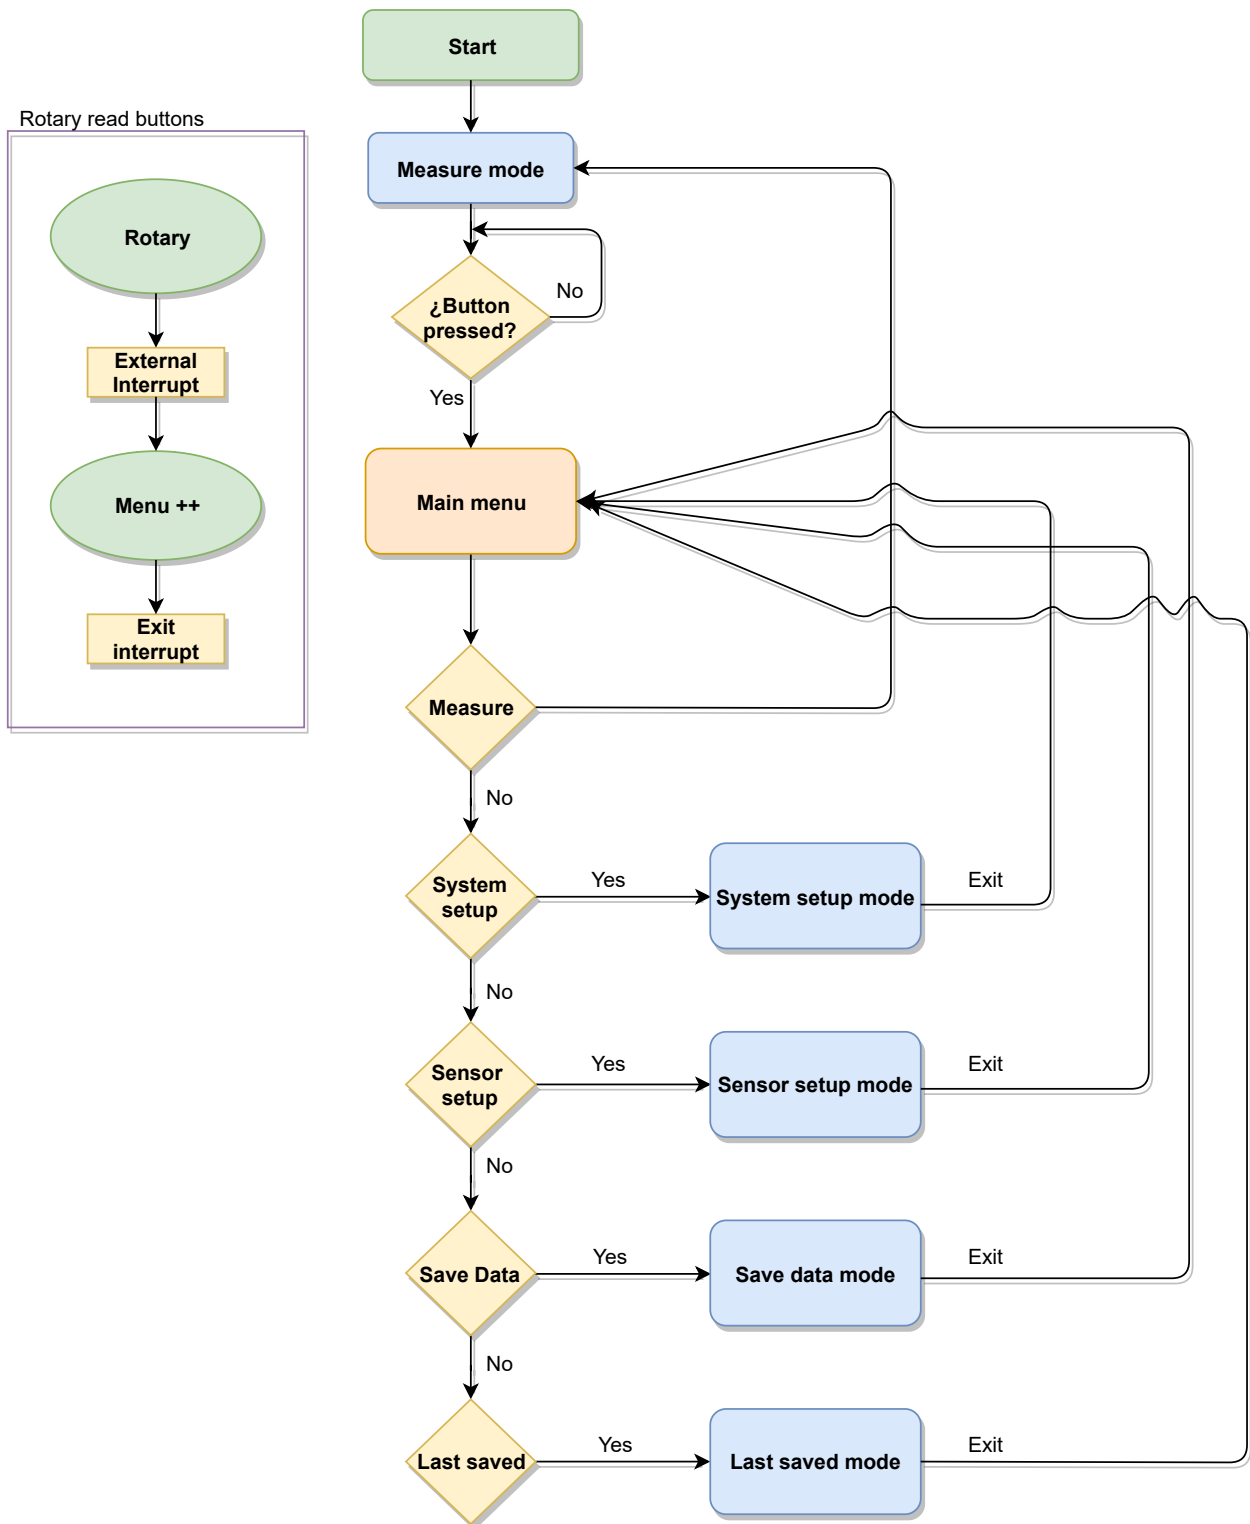 Start
Rotary read buttons
Measure mode
Rotary
No
¿Button
pressed?
External
Interrupt
Yes
Main menu
Menu ++
Exit
interrupt
Measure
No
System
setup
Yes
System setup mode
Exit
No
Sensor
setup
Yes
Sensor setup mode
Exit
No
Save Data
Yes
Save data mode
Exit
No
Last saved
Yes
Last saved mode
Exit